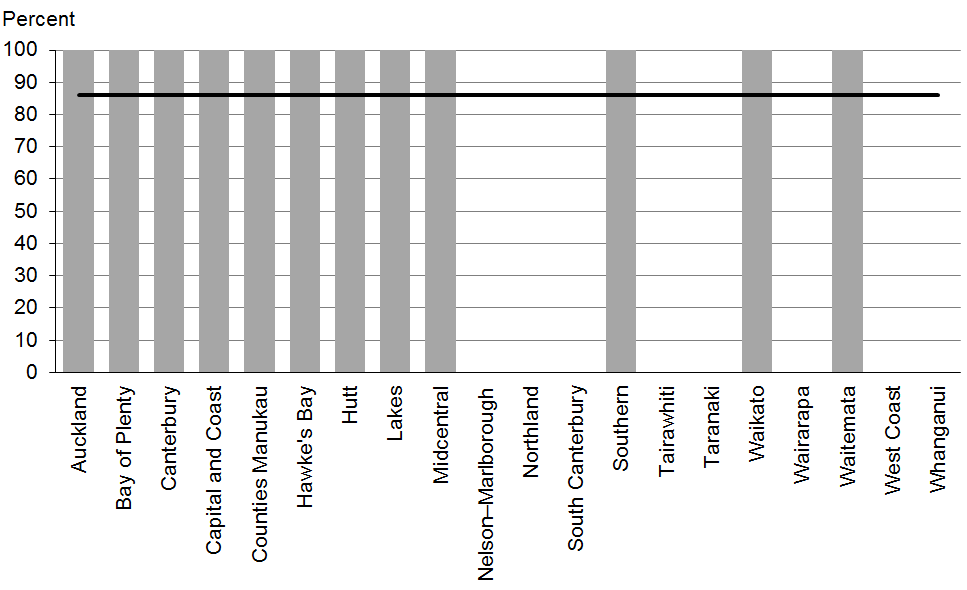 Percent
100
90
80
70
60
50
40
30
20
10
0
Auckland
Bay of Plenty
Canterbury
Capital and Coast
Counties Manukau
Hawke's Bay
Hutt
Lakes
Midcentral
Nelson–Marlborough
Northland
South Canterbury
Southern
Tairawhiti
Taranaki
Waikato
Wairarapa
Waitemata
West Coast
Whanganui